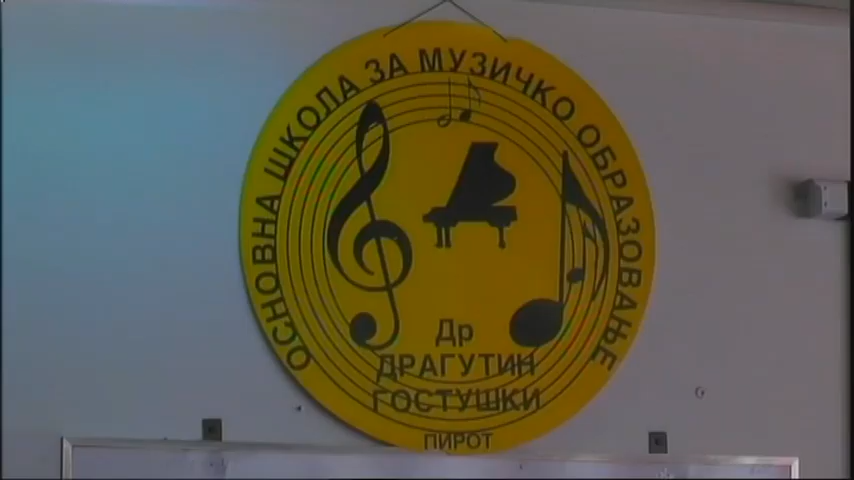 ОСНОВНА ШКОЛА ЗА МУЗИЧКО ОБРАЗОВАЊЕ
Др
ДРАГУТИН
ГОСТУШКИ
ПИРОТ